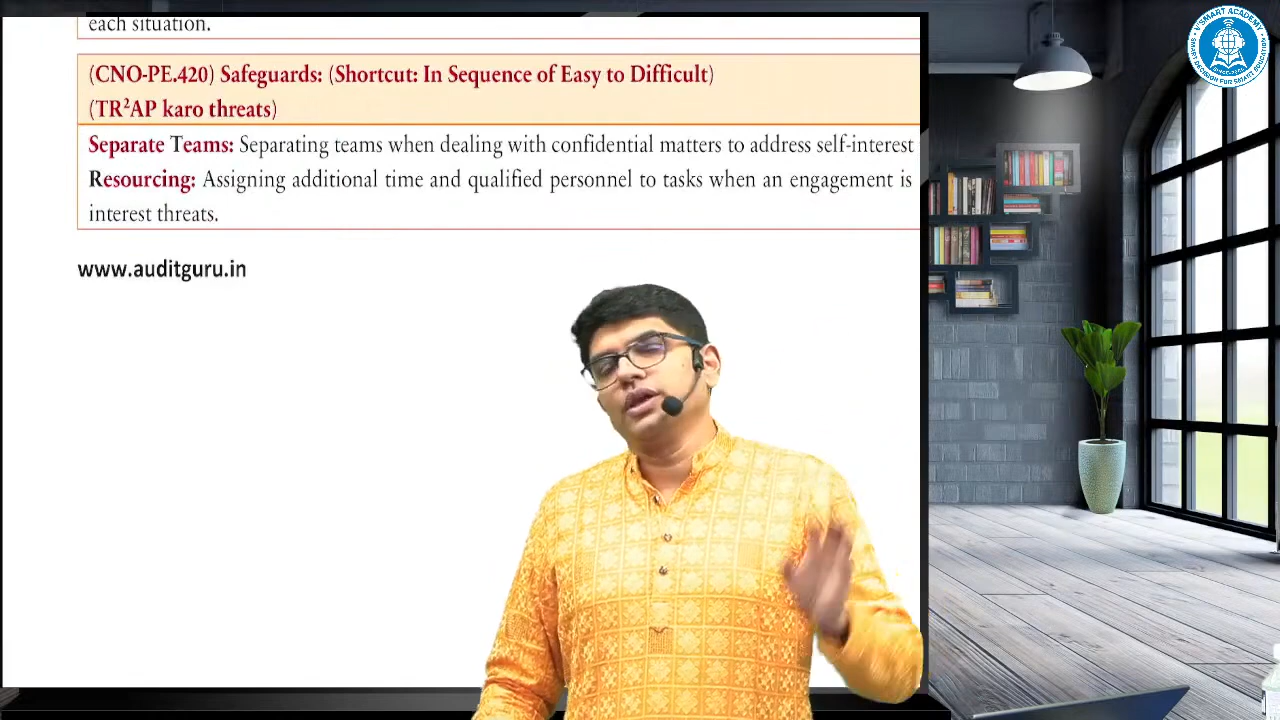 each situation.
(CNO-PE.420) Safeguards: (Shortcut: In Sequence of Easy to Difficult)
(TR²AP karo threats)
Separate Teams: Separating teams when dealing with confidential matters to address self-interest
Resourcing: Assigning additional time and qualified personnel to tasks when an engagement is
interest threats.
www.auditguru.in
V'SMART ACADEMY